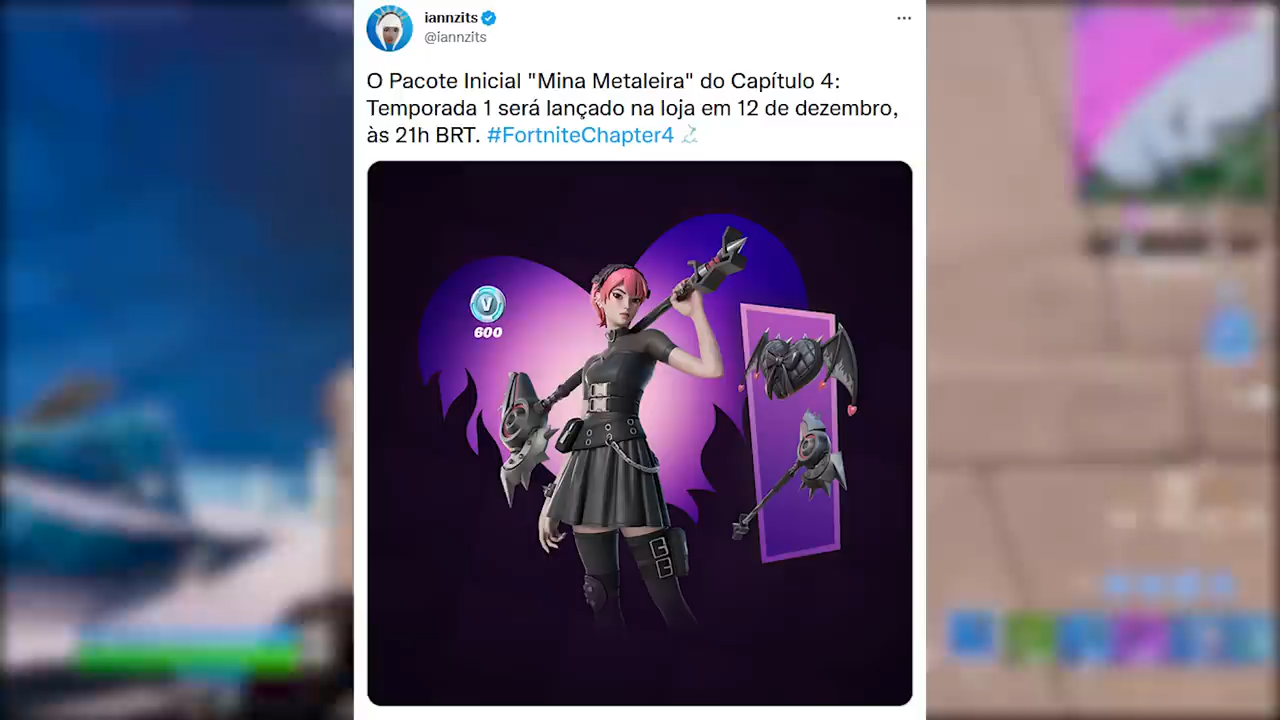 iannzits
@iannzits
O Pacote Inicial "Mina Metaleira" do Capítulo 4:
Temporada 1 será lançado na loja em 12 de dezembro,
às 21h BRT. #FortniteChapter4
V
600